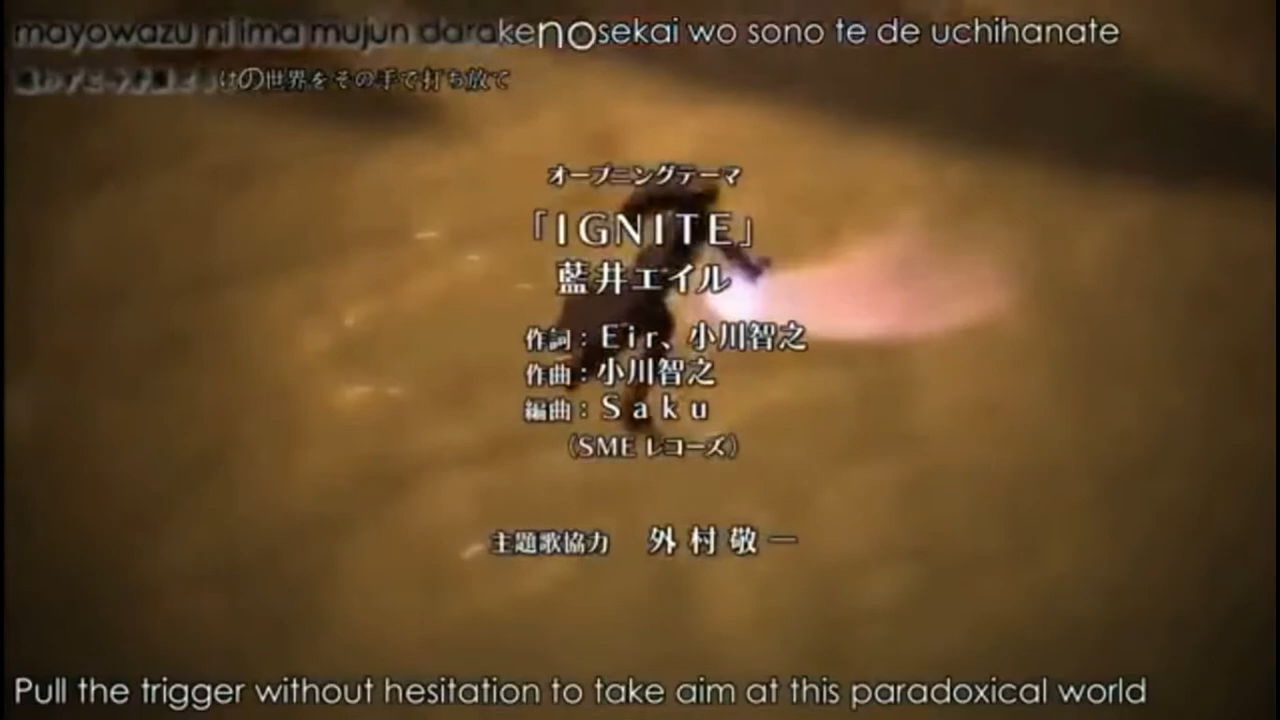 mayowazu ni ima mujun darakenosekai wo sono te de uchihanate
けの世界をその手で打ち放て
オープニングテーマ
「IGNITE」
藍井エイル
作詞：Eir、小川智之
作曲：小川智之
編曲：Saku
（SME レコーズ）
主題歌協力 外村敬一
Pull the trigger without hesitation to take aim at this paradoxical world